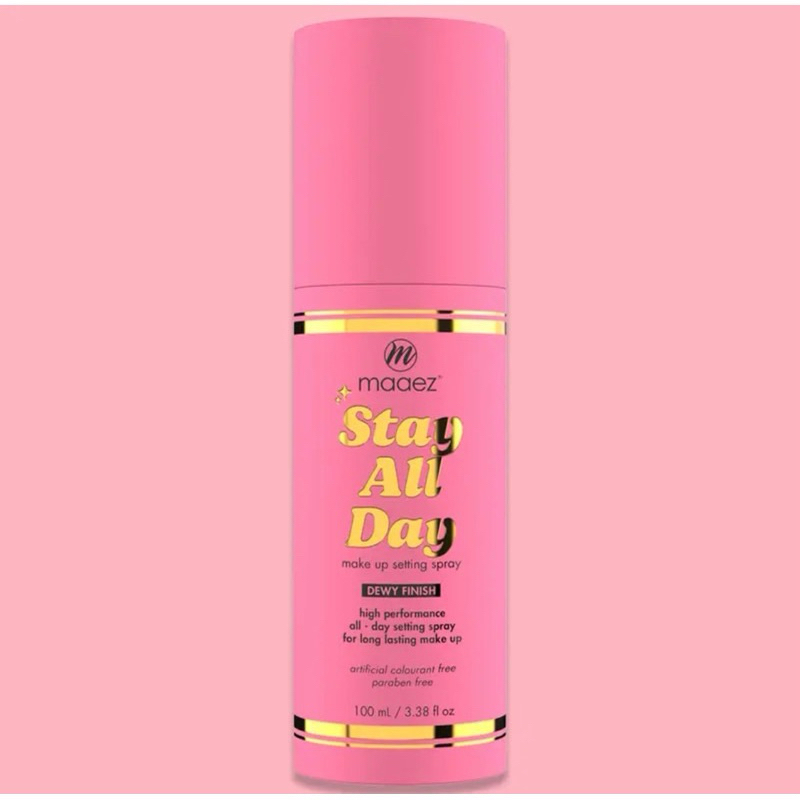 m
maaez™
Stay
All
Day
make up setting spray
DEWY FINISH
high performance
all - day setting spray
for long lasting make up
artificial colourant free
paraben free
100 mL / 3.38 fl oz